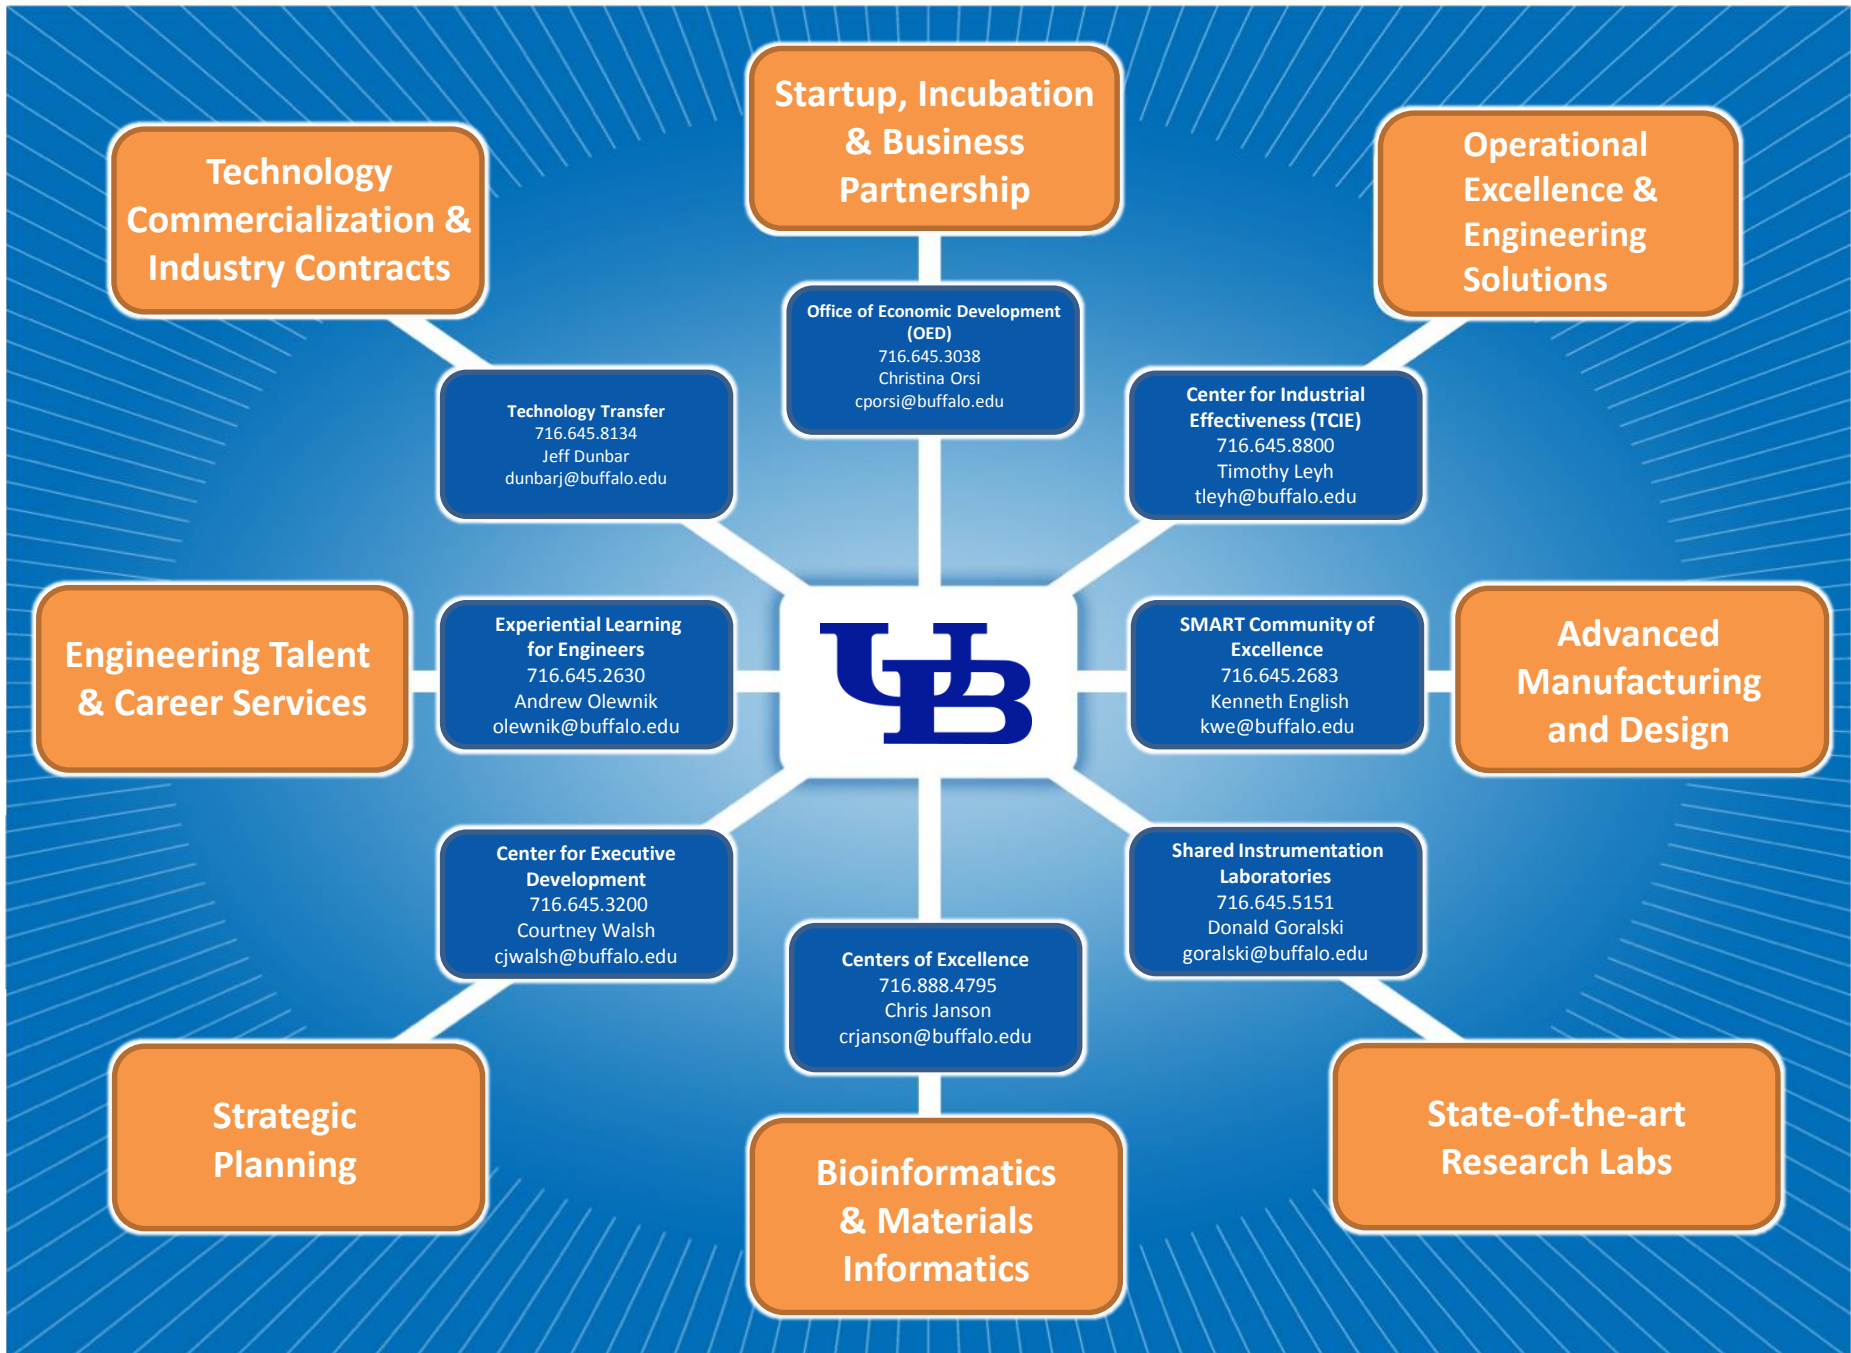 Startup, Incubation
& Business
Partnership
Technology
Commercialization &
Industry Contracts
Operational
Excellence &
Engineering
Solutions
Office of Economic Development
(OED)
716.645.3038
Christina Orsi
cporsi@buffalo.edu
Technology Transfer
716.645.8134
Jeff Dunbar
dunbarj@buffalo.edu
Center for Industrial
Effectiveness (TCIE)
716.645.8800
Timothy Leyh
tleyh@buffalo.edu
Engineering Talent
& Career Services
Experiential Learning
for Engineers
716.645.2630
Andrew Olewnik
olewnik@buffalo.edu
UB
SMART Community of
Excellence
716.645.2683
Kenneth English
kwe@buffalo.edu
Advanced
Manufacturing
and Design
Center for Executive
Development
716.645.3200
Courtney Walsh
cjwalsh@buffalo.edu
Centers of Excellence
716.888.4795
Chris Janson
crjanson@buffalo.edu
Shared Instrumentation
Laboratories
716.645.5151
Donald Goralski
goralski@buffalo.edu
Strategic
Planning
Bioinformatics
& Materials
Informatics
State-of-the-art
Research Labs